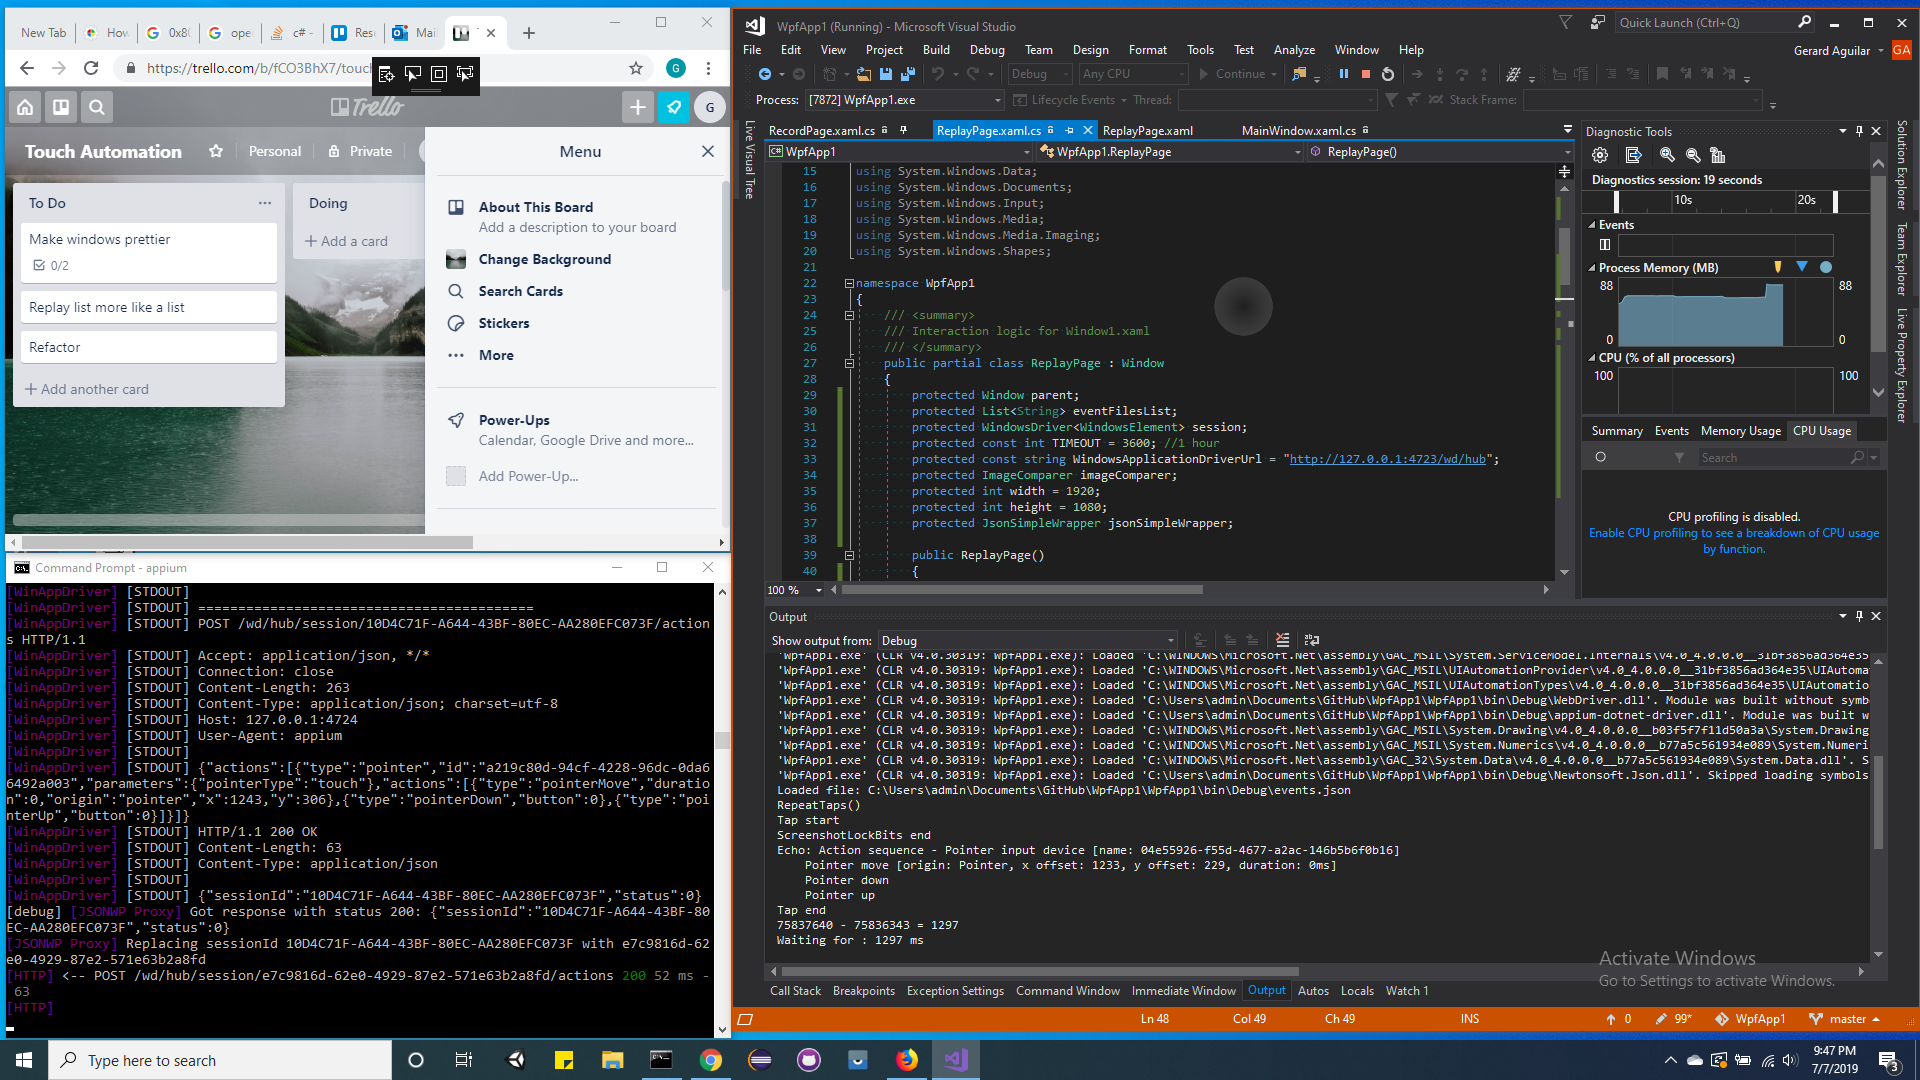 New Tab
How
0x80
ope
c# -
Res
Mai
https://trello.com/b/fCO3BhX7/touc
G
Trello
G
Touch Automation
Personal
Private
To Do
Make windows prettier
0/2
Replay list more like a list
Refactor
+ Add another card
Doing
+ Add a card
Menu
About This Board
Add a description to your board
Change Background
Search Cards
Stickers
More
Power-Ups
Calendar, Google Drive and more...
Add Power-Up...
Command Prompt - appium
[WinAppDriver] [STDOUT]
[WinAppDriver] [STDOUT] ==========================================
[WinAppDriver] [STDOUT] POST /wd/hub/session/10D4C71F-A644-43BF-80EC-AA280EFC073F/action
s HTTP/1.1
[WinAppDriver] [STDOUT] Accept: application/json, */*
[WinAppDriver] [STDOUT] Connection: close
[WinAppDriver] [STDOUT] Content-Length: 263
[WinAppDriver] [STDOUT] Content-Type: application/json; charset=utf-8
[WinAppDriver] [STDOUT] Host: 127.0.0.1:4724
[WinAppDriver] [STDOUT] User-Agent: appium
[WinAppDriver] [STDOUT]
[WinAppDriver] [STDOUT] {"actions":[{"type":"pointer","id":"a219c80d-94cf-4228-96dc-0da6
6492a003","parameters":{"pointerType":"touch"},"actions":[{"type":"pointerMove","duratio
n":0,"origin":"pointer","x":1243,"y":306},{"type":"pointerDown","button":0},{"type":"poi
nterUp","button":0}]}]}
[WinAppDriver] [STDOUT] HTTP/1.1 200 OK
[WinAppDriver] [STDOUT] Content-Length: 63
[WinAppDriver] [STDOUT] Content-Type: application/json
[WinAppDriver] [STDOUT]
[WinAppDriver] [STDOUT] {"sessionId":"10D4C71F-A644-43BF-80EC-AA280EFC073F","status":0}
[debug] [JSONWP Proxy] Got response with status 200: {"sessionId":"10D4C71F-A644-43BF-80
EC-AA280EFC073F","status":0}
[JSONWP Proxy] Replacing sessionId 10D4C71F-A644-43BF-80EC-AA280EFC073F with e7c9816d-62
e0-4929-87e2-571e63b2a8fd
[HTTP] <-- POST /wd/hub/session/e7c9816d-62e0-4929-87e2-571e63b2a8fd/actions 200 52 ms -
63
[HTTP]
WpfApp1 (Running) - Microsoft Visual Studio
Quick Launch (Ctrl+Q)
File Edit View Project Build Debug Team Design Format Tools Test Analyze Window Help
Gerard Aguilar GA
Debug Any CPU Continue
Process: [7872] WpfApp1.exe Lifecycle Events Thread: Stack Frame:
Live Visual Tree
RecordPage.xaml.cs ReplayPage.xaml.cs ReplayPage.xaml MainWindow.xaml.cs
WpfApp1 WpfApp1.ReplayPage ReplayPage()
15 using System.Windows.Data;
16 using System.Windows.Documents;
17 using System.Windows.Input;
18 using System.Windows.Media;
19 using System.Windows.Media.Imaging;
20 using System.Windows.Shapes;
21
22 namespace WpfApp1
23 {
24 /// <summary>
25 /// Interaction logic for Window1.xaml
26 /// </summary>
27 public partial class ReplayPage : Window
28 {
29 protected Window parent;
30 protected List<String> eventFilesList;
31 protected WindowsDriver<WindowsElement> session;
32 protected const int TIMEOUT = 3600; //1 hour
33 protected const string WindowsApplicationDriverUrl = "http://127.0.0.1:4723/wd/hub";
34 protected ImageComparer imageComparer;
35 protected int width = 1920;
36 protected int height = 1080;
37 protected JsonSimpleWrapper jsonSimpleWrapper;
38
39 public ReplayPage()
40 {
100 %
Diagnostic Tools
Diagnostics session: 19 seconds
10s 20s
Events
Process Memory (MB)
88 88
0 0
CPU (% of all processors)
100 100
Summary Events Memory Usage CPU Usage
Search
CPU profiling is disabled.
Enable CPU profiling to see a breakdown of CPU usage
by function.
Solution Explorer
Team Explorer
Live Property Explorer
Output
Show output from: Debug
'WpfApp1.exe' (CLR v4.0.30319: WpfApp1.exe): Loaded 'C:\WINDOWS\Microsoft.Net\assembly\GAC_MSIL\System.ServiceModel.Internals\v4.0_4.0.0.0__31bf3856ad364e35
'WpfApp1.exe' (CLR v4.0.30319: WpfApp1.exe): Loaded 'C:\WINDOWS\Microsoft.Net\assembly\GAC_MSIL\UIAutomationProvider\v4.0_4.0.0.0__31bf3856ad364e35\UIAutoma
'WpfApp1.exe' (CLR v4.0.30319: WpfApp1.exe): Loaded 'C:\WINDOWS\Microsoft.Net\assembly\GAC_MSIL\UIAutomationTypes\v4.0_4.0.0.0__31bf3856ad364e35\UIAutomatio
'WpfApp1.exe' (CLR v4.0.30319: WpfApp1.exe): Loaded 'C:\Users\admin\Documents\GitHub\WpfApp1\WpfApp1\bin\Debug\WebDriver.dll'. Module was built without symb
'WpfApp1.exe' (CLR v4.0.30319: WpfApp1.exe): Loaded 'C:\Users\admin\Documents\GitHub\WpfApp1\WpfApp1\bin\Debug\appium-dotnet-driver.dll'. Module was built w
'WpfApp1.exe' (CLR v4.0.30319: WpfApp1.exe): Loaded 'C:\WINDOWS\Microsoft.Net\assembly\GAC_MSIL\System.Drawing\v4.0_4.0.0.0__b03f5f7f11d50a3a\System.Drawing
'WpfApp1.exe' (CLR v4.0.30319: WpfApp1.exe): Loaded 'C:\WINDOWS\Microsoft.Net\assembly\GAC_MSIL\System.Numerics\v4.0_4.0.0.0__b77a5c561934e089\System.Numeri
'WpfApp1.exe' (CLR v4.0.30319: WpfApp1.exe): Loaded 'C:\WINDOWS\Microsoft.Net\assembly\GAC_32\System.Data\v4.0_4.0.0.0__b77a5c561934e089\System.Data.dll'. S
'WpfApp1.exe' (CLR v4.0.30319: WpfApp1.exe): Loaded 'C:\Users\admin\Documents\GitHub\WpfApp1\WpfApp1\bin\Debug\Newtonsoft.Json.dll'. Skipped loading symbols
Loaded file: C:\Users\admin\Documents\GitHub\WpfApp1\WpfApp1\bin\Debug\events.json
RepeatTaps()
Tap start
ScreenshotLockBits end
Echo: Action sequence - Pointer input device [name: 04e55926-f55d-4677-a2ac-146b5b6f0b16]
Pointer move [origin: Pointer, x offset: 1233, y offset: 229, duration: 0ms]
Pointer down
Pointer up
Tap end
75837640 - 75836343 = 1297
Waiting for : 1297 ms
Activate Windows
Go to Settings to activate Windows.
Call Stack Breakpoints Exception Settings Command Window Immediate Window Output Autos Locals Watch 1
Ln 48 Col 49 Ch 49 INS 0 99* WpfApp1 master
Type here to search
9:47 PM
7/7/2019
3